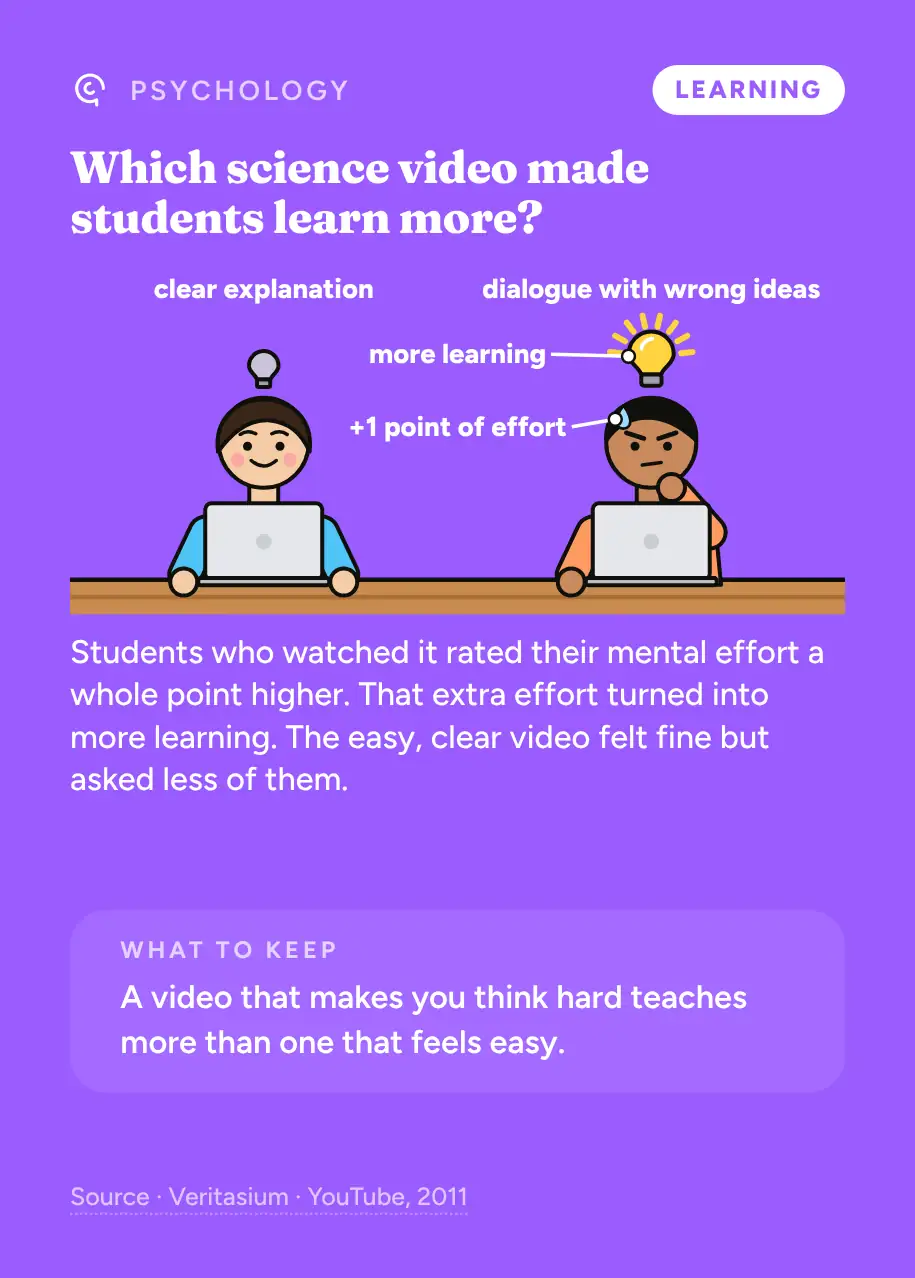 PSYCHOLOGY
LEARNING
Which science video made
students learn more?
clear explanation
dialogue with wrong ideas
more learning
+1 point of effort
Students who watched it rated their mental effort a
whole point higher. That extra effort turned into
more learning. The easy, clear video felt fine but
asked less of them.
WHAT TO KEEP
A video that makes you think hard teaches
more than one that feels easy.
Source · Veritasium · YouTube, 2011